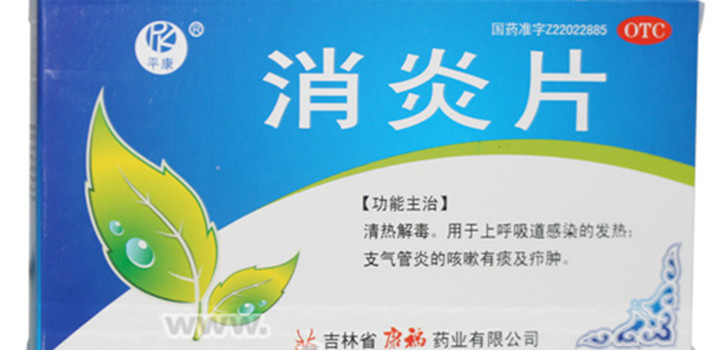 国药准字Z22022885 OTC
PK
平康
®
消炎片
【功能主治】
清热解毒。用于上呼吸道感染的发热;
支气管炎的咳嗽有痰及疖肿。
www.
吉林省康福药业有限公司